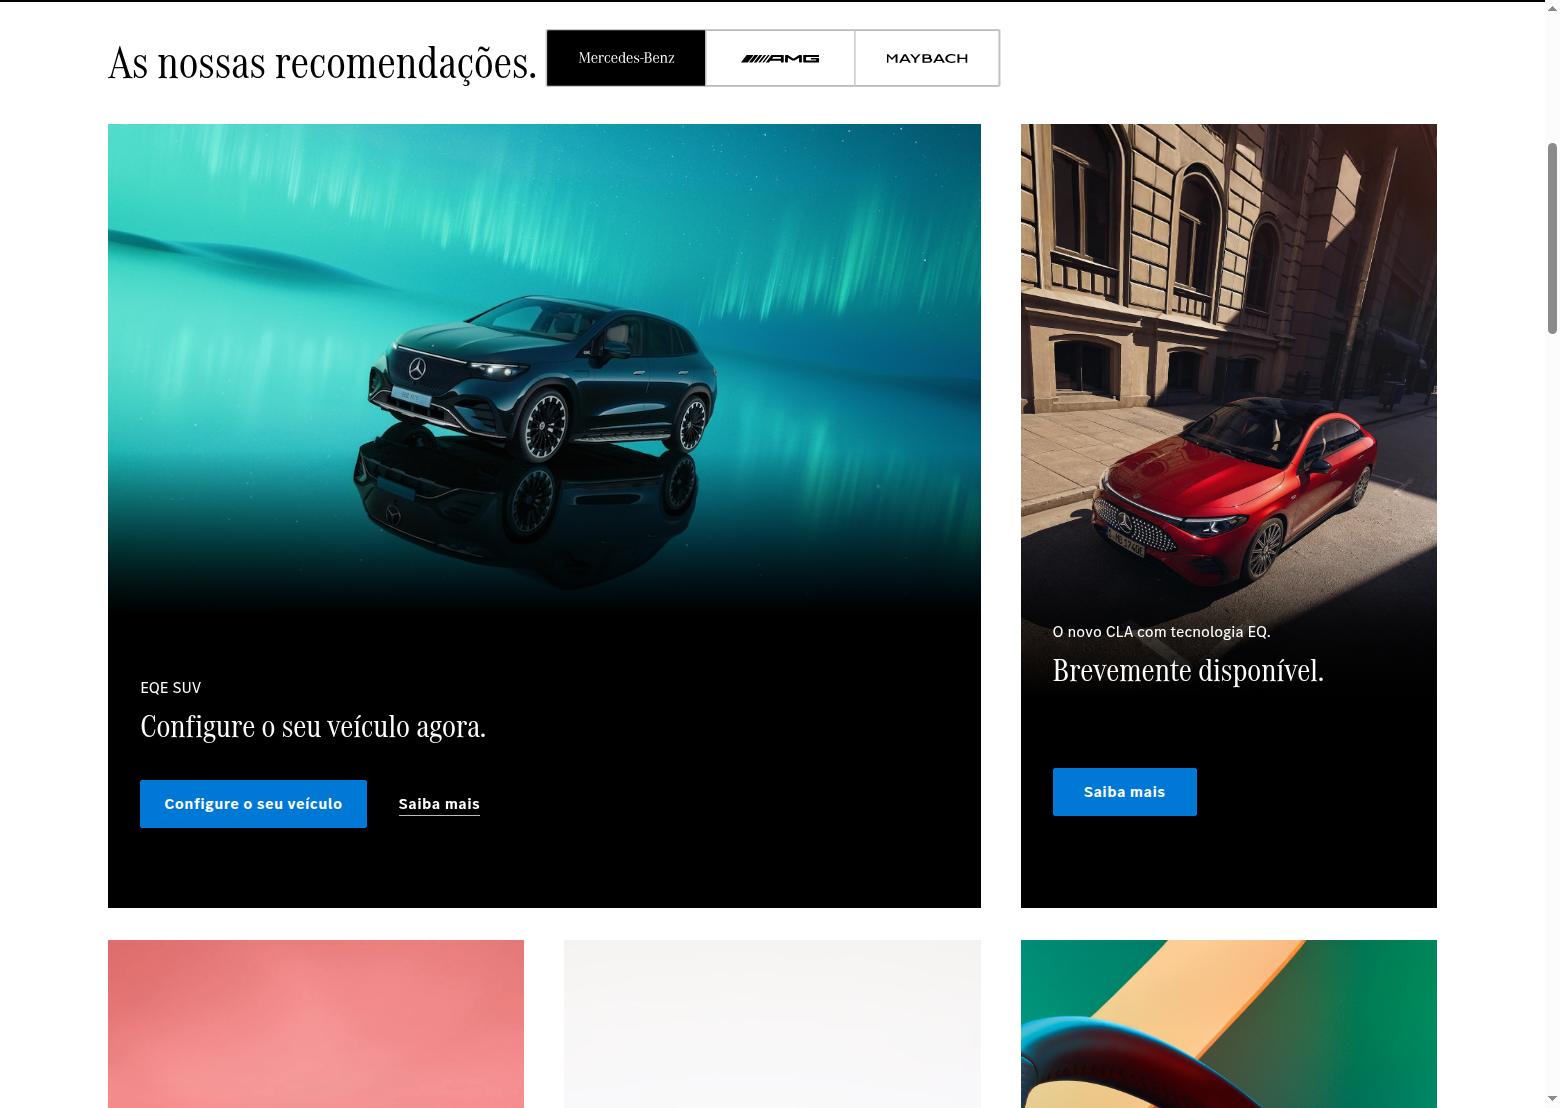 As nossas recomendações.
Mercedes-Benz
AMG
MAYBACH
EQE SUV
Configure o seu veículo agora.
Configure o seu veículo
Saiba mais
O novo CLA com tecnologia EQ.
Brevemente disponível.
Saiba mais